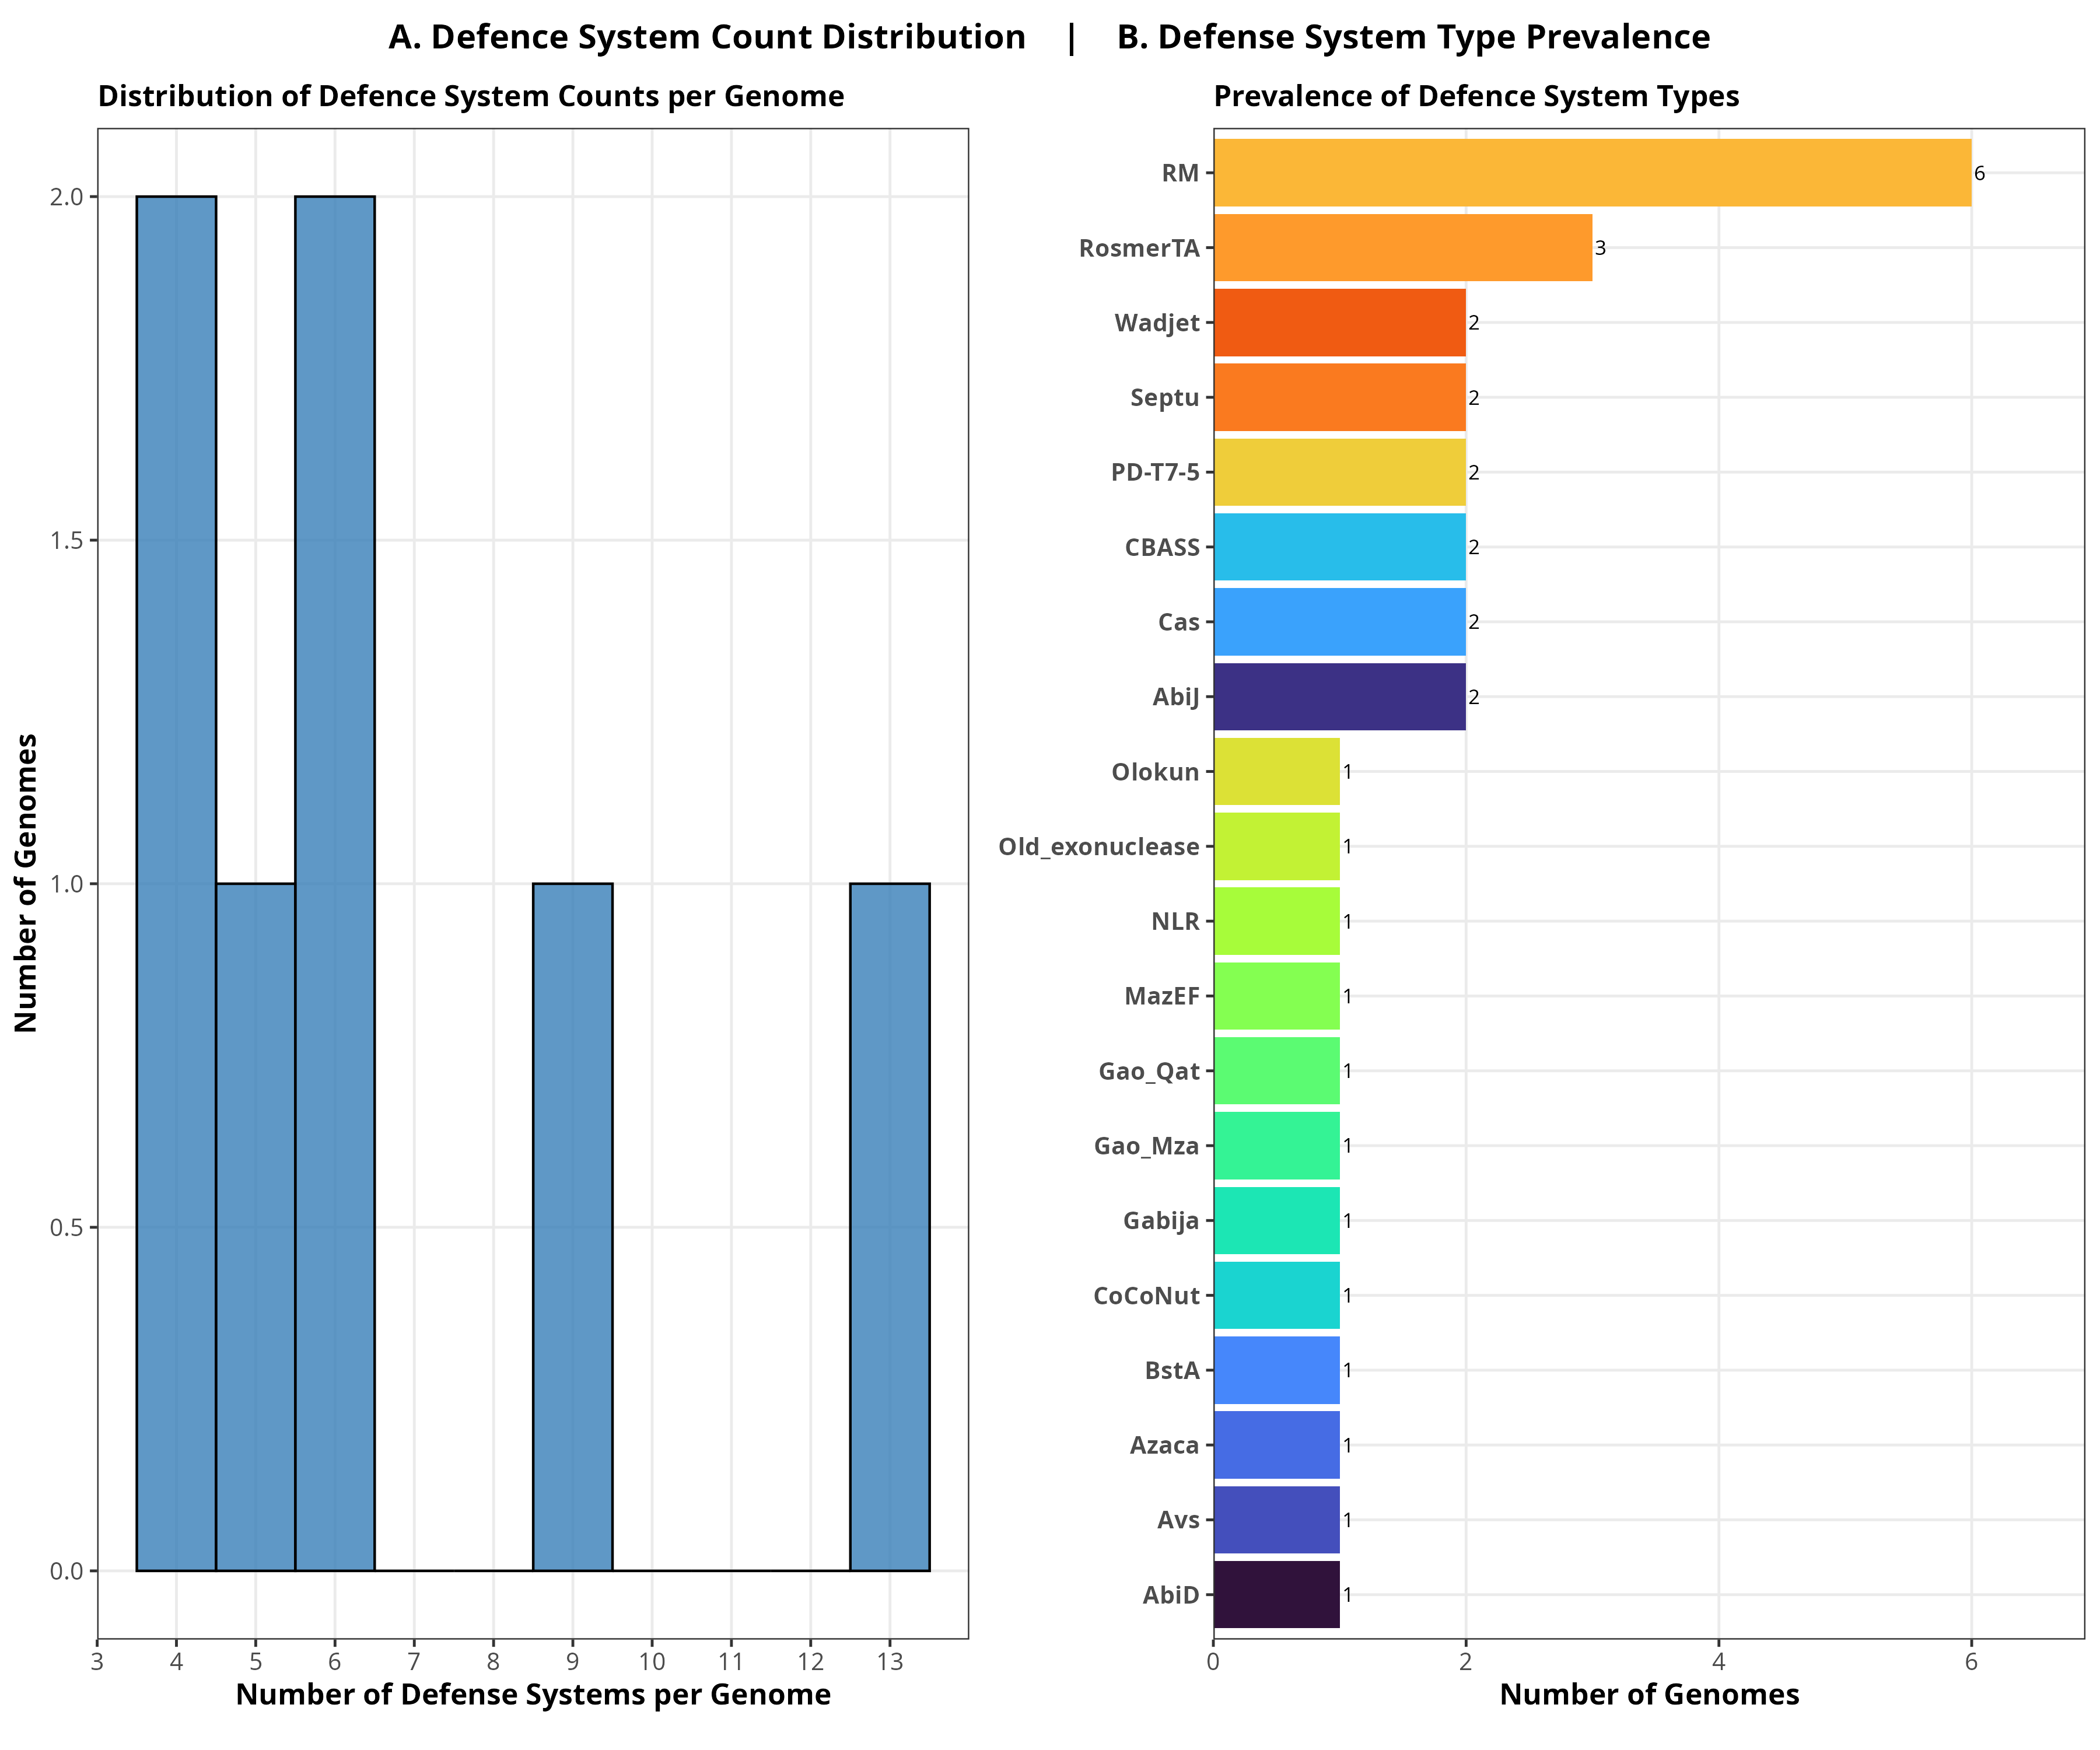 A. Defence System Count Distribution | B. Defense System Type Prevalence
Distribution of Defence System Counts per Genome
Number of Genomes
2.0
1.5
1.0
0.5
0.0
3 4 5 6 7 8 9 10 11 12 13
Number of Defense Systems per Genome
Prevalence of Defence System Types
RM 6
RosmerTA 3
Wadjet 2
Septu 2
PD-T7-5 2
CBASS 2
Cas 2
AbiJ 2
Olokun 1
Old_exonuclease 1
NLR 1
MazEF 1
Gao_Qat 1
Gao_Mza 1
Gabija 1
CoCoNut 1
BstA 1
Azaca 1
Avs 1
AbiD 1
0 2 4 6
Number of Genomes